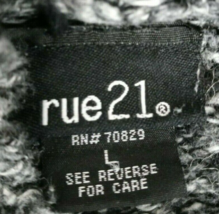 rue21®
RN# 70829
L
SEE REVERSE
FOR CARE